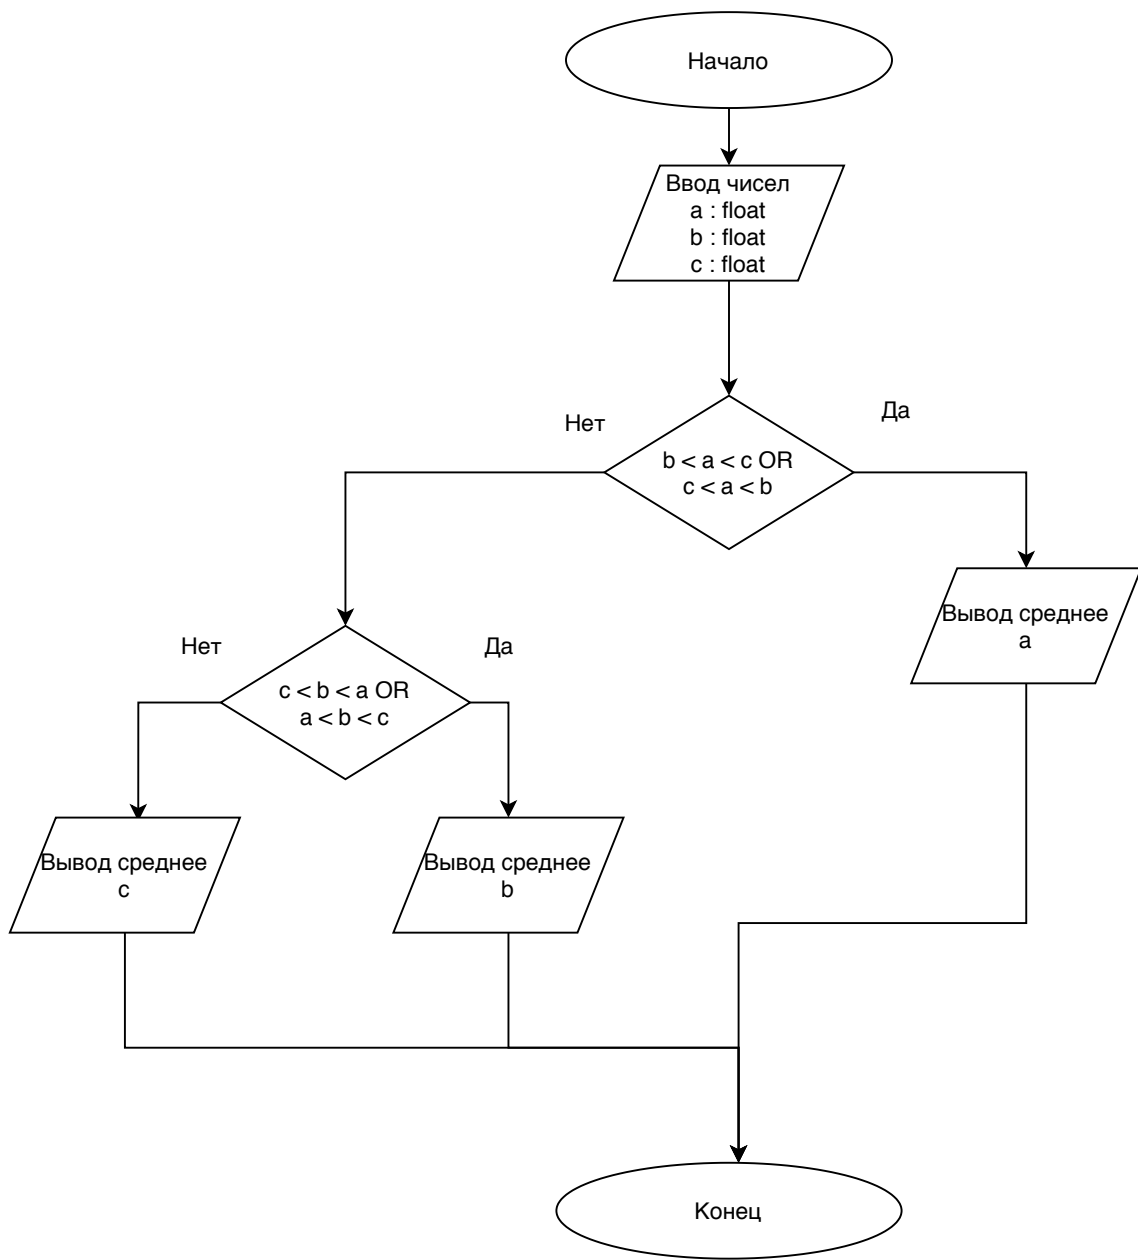 Начало
Ввод чисел
a : float
b : float
c : float
Нет
Да
b < a < c OR
c < a < b
Вывод среднее
a
Нет
Да
c < b < a OR
a < b < c
Вывод среднее
c
Вывод среднее
b
Конец